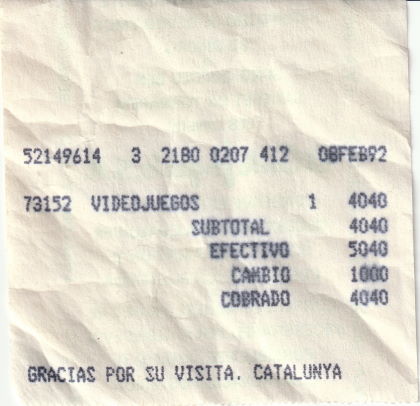 52149614 3 2180 0207 412 08FEB92
73152 VIDEOJUEGOS 1 4040
SUBTOTAL 4040
EFECTIVO 5040
CAMBIO 1000
COBRADO 4040
GRACIAS POR SU VISITA. CATALUNYA